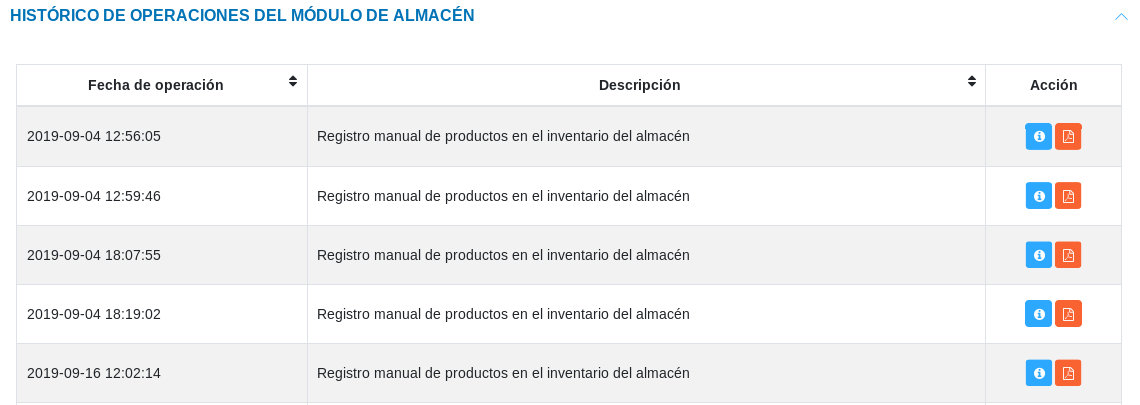 HISTÓRICO DE OPERACIONES DEL MÓDULO DE ALMACÉN
Fecha de operación Descripción Acción
2019-09-04 12:56:05 Registro manual de productos en el inventario del almacén
2019-09-04 12:59:46 Registro manual de productos en el inventario del almacén
2019-09-04 18:07:55 Registro manual de productos en el inventario del almacén
2019-09-04 18:19:02 Registro manual de productos en el inventario del almacén
2019-09-16 12:02:14 Registro manual de productos en el inventario del almacén